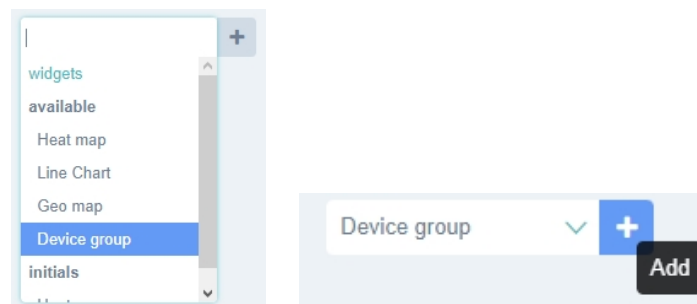 widgets
available
Heat map
Line Chart
Geo map
Device group
initials
Device group
Add